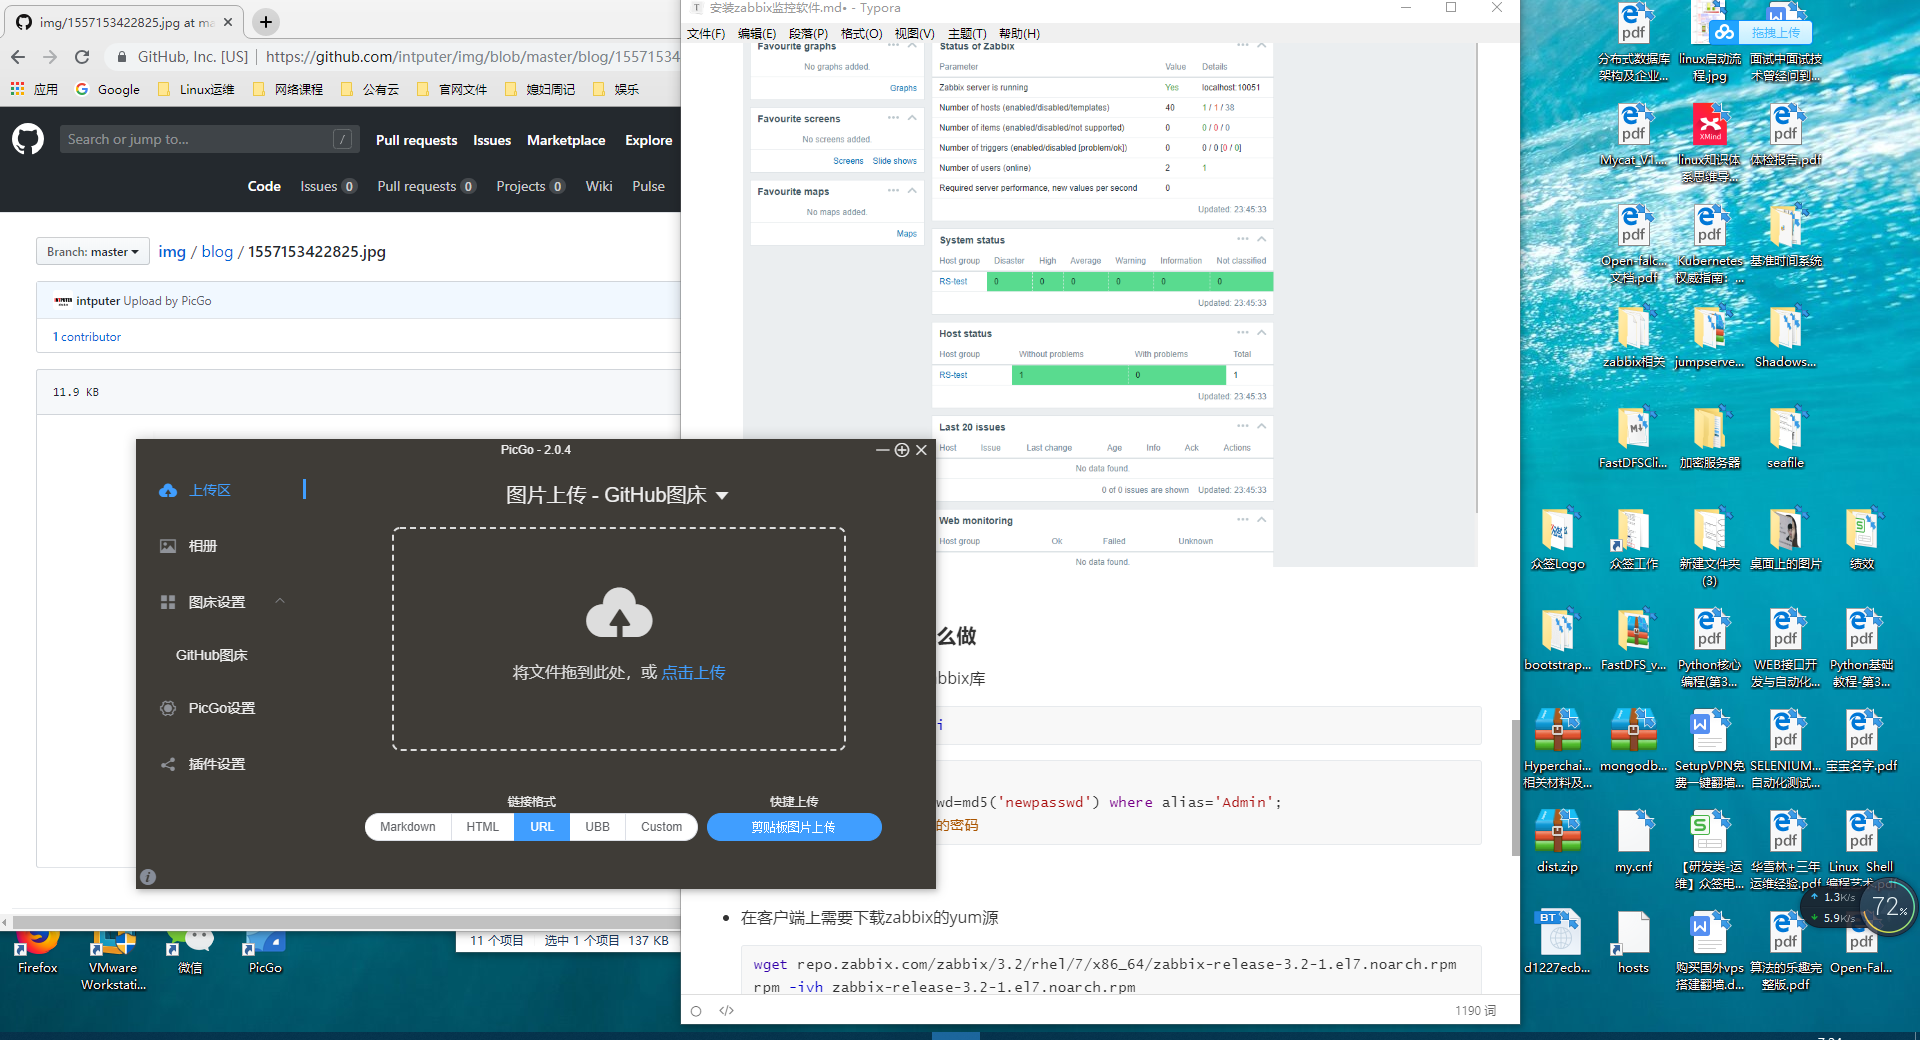 img/1557153422825.jpg at ma
GitHub, Inc. [US]
https://github.com/intputer/img/blob/master/blog/15571534
应用
Google
Linux运维
网络课程
公有云
官网文件
媳妇周记
娱乐
Search or jump to...
/
Pull requests
Issues
Marketplace
Explore
Code
Issues 0
Pull requests 0
Projects 0
Wiki
Pulse
Branch: master
img / blog / 1557153422825.jpg
intputer Upload by PicGo
1 contributor
11.9 KB
PicGo - 2.0.4
上传区
相册
图床设置
GitHub图床
PicGo设置
插件设置
图片上传 - GitHub图床
将文件拖到此处，或 点击上传
链接格式
快捷上传
Markdown
HTML
URL
UBB
Custom
剪贴板图片上传
11 个项目
选中 1 个项目 137 KB
Firefox
VMware
Workstati...
微信
PicGo
安装zabbix监控软件.md• - Typora
文件(F)
编辑(E)
段落(P)
格式(O)
视图(V)
主题(T)
帮助(H)
Favourite graphs
No graphs added.
Graphs
Favourite screens
No screens added.
Screens
Slide shows
Favourite maps
No maps added.
Maps
Status of Zabbix
Parameter Value Details
Zabbix server is running Yes localhost:10051
Number of hosts (enabled/disabled/templates) 40 1 / 1 / 38
Number of items (enabled/disabled/not supported) 0 0 / 0 / 0
Number of triggers (enabled/disabled [problem/ok]) 0 0 / 0 [0 / 0]
Number of users (online) 2 1
Required server performance, new values per second 0
Updated: 23:45:33
System status
Host group Disaster High Average Warning Information Not classified
RS-test 0 0 0 0 0 0
Updated: 23:45:33
Host status
Host group Without problems With problems Total
RS-test 1 0 1
Updated: 23:45:33
Last 20 issues
Host Issue Last change Age Info Ack Actions
No data found.
0 of 0 issues are shown Updated: 23:45:33
Web monitoring
Host group Ok Failed Unknown
No data found.
么做
bbix库
i
wd=md5('newpasswd') where alias='Admin';
的密码
在客户端上需要下载zabbix的yum源
wget repo.zabbix.com/zabbix/3.2/rhel/7/x86_64/zabbix-release-3.2-1.el7.noarch.rpm
rpm -ivh zabbix-release-3.2-1.el7.noarch.rpm
1190 词
拖拽上传
分布式数据库
架构及企业...
linux启动流
程.jpg
面试中面试技
术曾经问到...
Mycat_V1...
linux知识体
系思维导...
体检报告.pdf
Open-falc...
文档.pdf
Kubernetes
权威指南：...
基准时间系统
zabbix相关
jumpserve...
Shadows...
FastDFSCli...
加密服务器
seafile
众签Logo
众签工作
新建文件夹
(3)
桌面上的图片
绩效
bootstrap...
FastDFS_v...
Python核心
编程(第3...
WEB接口开
发与自动化...
Python基础
教程-第3...
Hyperchai...
相关材料及...
mongodb...
SetupVPN免
费一键翻墙...
SELENIUM...
自动化测试...
宝宝名字.pdf
dist.zip
my.cnf
【研发类-运
维】众签电...
华雪林+三年
运维经验.pdf
Linux Shell
1.3K/s
5.9K/s
72%
d1227ecb...
hosts
购买国外vps
搭建翻墙.d...
算法的乐趣完
整版.pdf
Open-Fal...